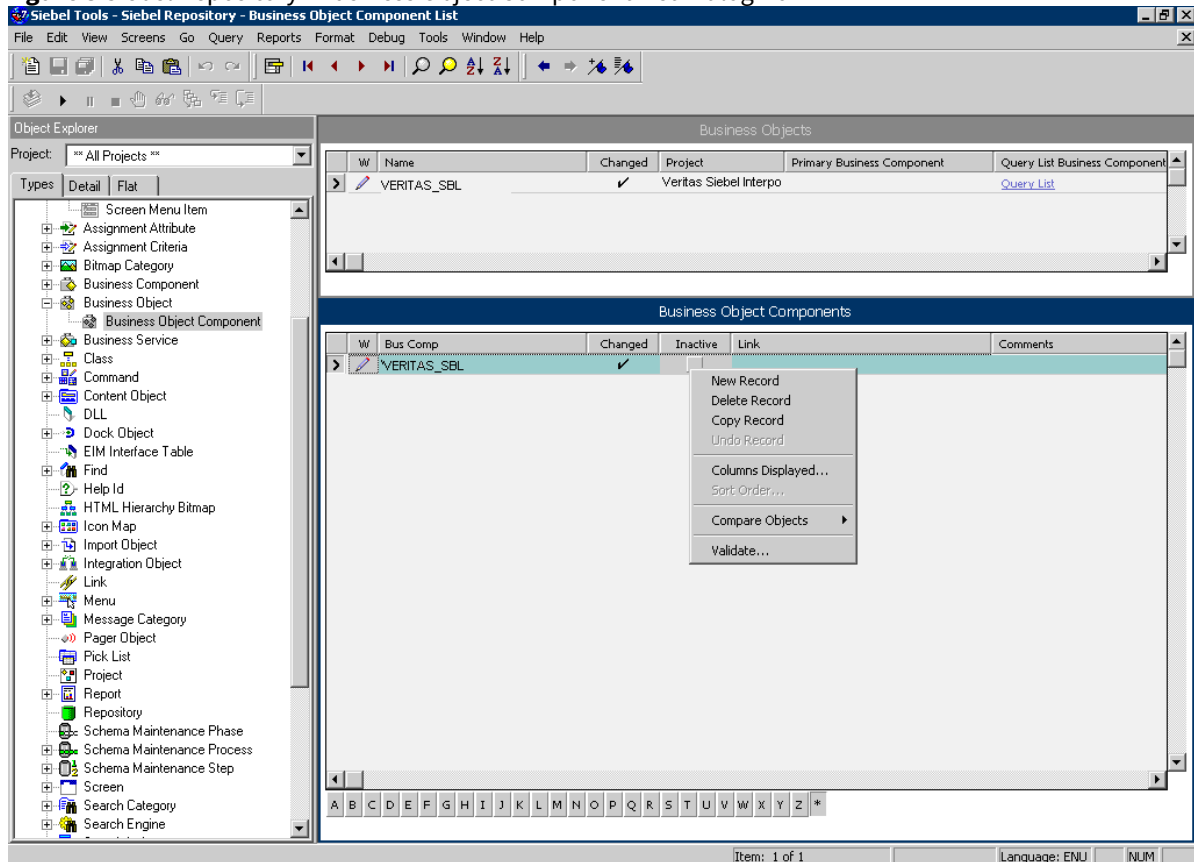 Siebel Tools - Siebel Repository - Business Object Component List
File Edit View Screens Go Query Reports Format Debug Tools Window Help
Object Explorer
Project: ** All Projects **
Types Detail Flat
Screen Menu Item
Assignment Attribute
Assignment Criteria
Bitmap Category
Business Component
Business Object
Business Object Component
Business Service
Class
Command
Content Object
DLL
Dock Object
EIM Interface Table
Find
Help Id
HTML Hierarchy Bitmap
Icon Map
Import Object
Integration Object
Link
Menu
Message Category
Pager Object
Pick List
Project
Report
Repository
Schema Maintenance Phase
Schema Maintenance Process
Schema Maintenance Step
Screen
Search Category
Search Engine
Business Objects
W Name Changed Project Primary Business Component Query List Business Component
VERITAS_SBL Veritas Siebel Interpo Query List
Business Object Components
W Bus Comp Changed Inactive Link Comments
VERITAS_SBL
New Record
Delete Record
Copy Record
Undo Record
Columns Displayed...
Sort Order...
Compare Objects
Validate...
A B C D E F G H I J K L M N O P Q R S T U V W X Y Z *
Item: 1 of 1 Language: ENU NUM